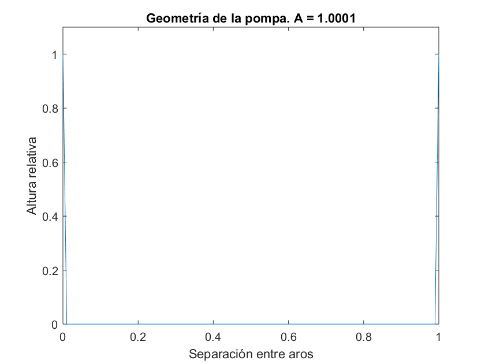 Geometría de la pompa. A = 1.0001
Altura relativa
1
0.8
0.6
0.4
0.2
0
0 0.2 0.4 0.6 0.8 1
Separación entre aros